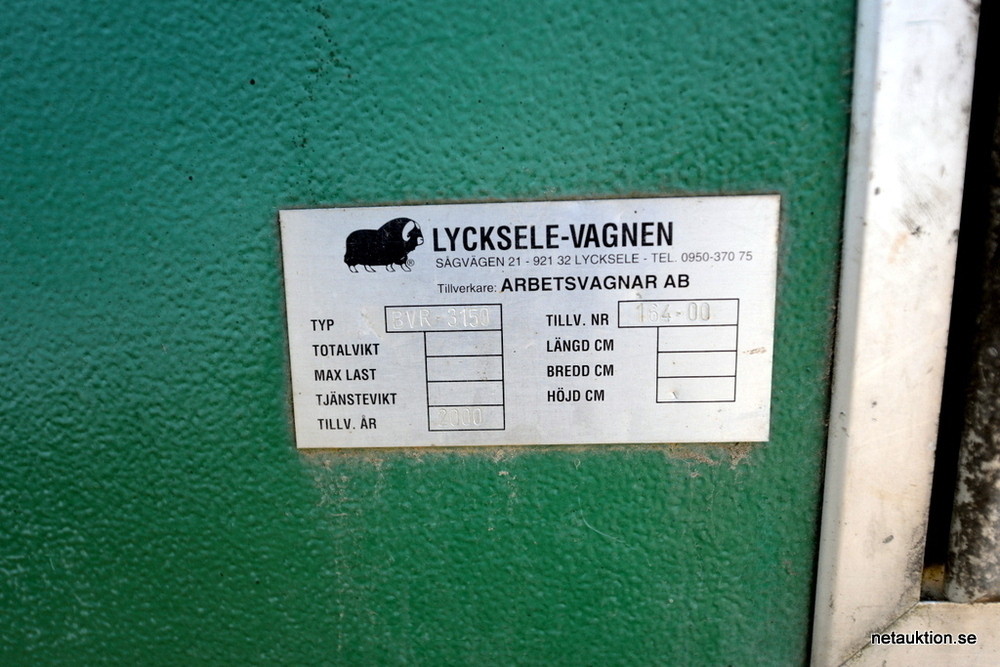 LYCKSELE-VAGNEN
®
SÅGVÄGEN 21 - 921 32 LYCKSELE - TEL. 0950-370 75
Tillverkare: ARBETSVAGNAR AB
TYP BVR-3150 TILLV. NR 164-00
TOTALVIKT LÄNGD CM
MAX LAST BREDD CM
TJÄNSTEVIKT HÖJD CM
TILLV. ÅR 2000
netauktion.se